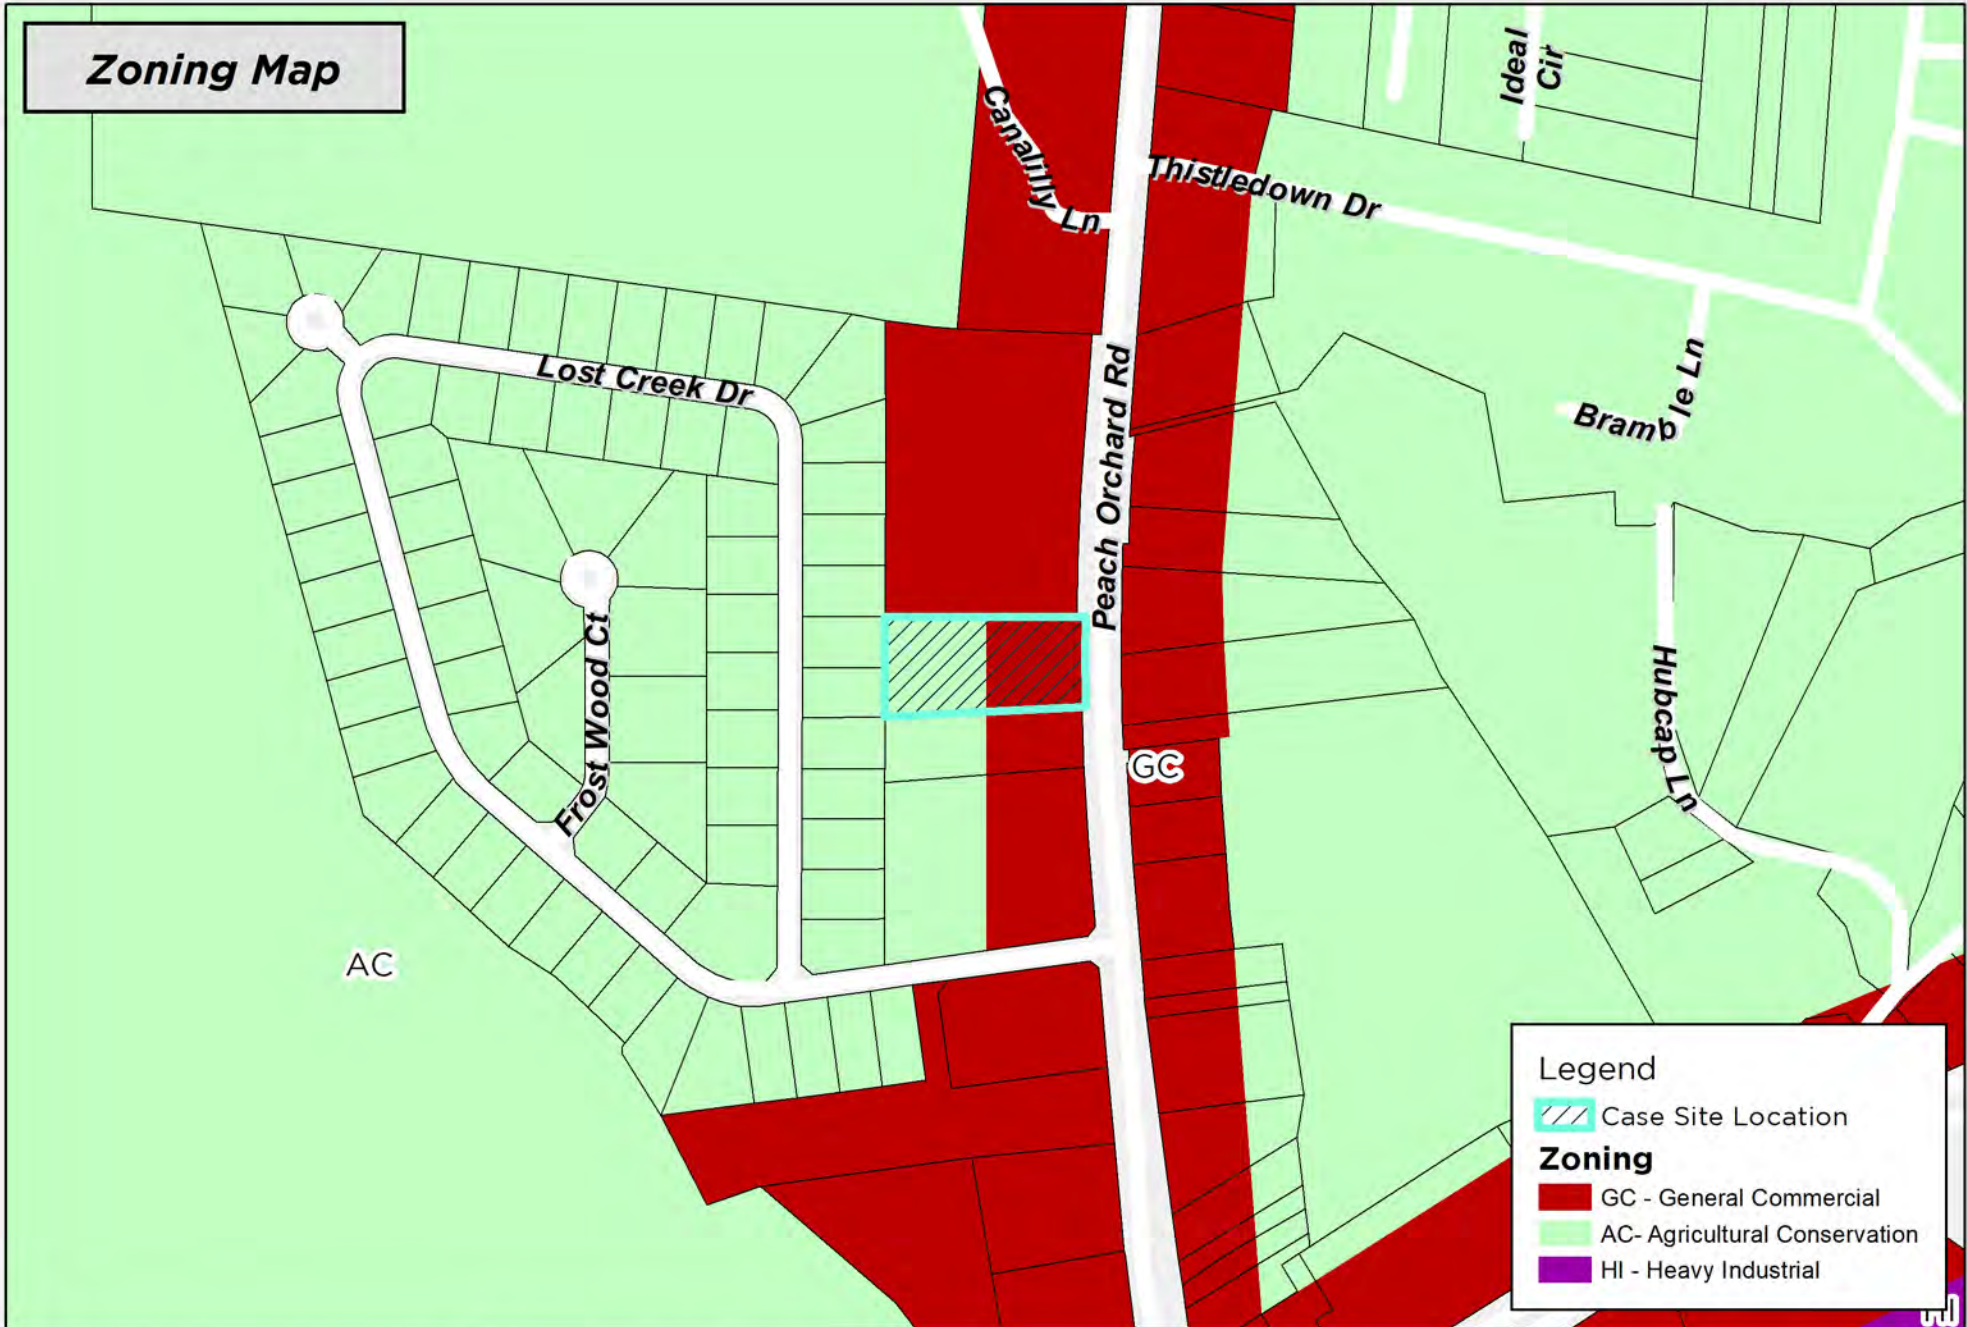 Zoning Map
Ideal
Cir
Canalilly Ln
Thistledown Dr
Lost Creek Dr
Peach Orchard Rd
Bramble Ln
Frost Wood Ct
Hubcap Ln
GC
AC
Legend
Case Site Location
Zoning
GC - General Commercial
AC- Agricultural Conservation
HI - Heavy Industrial